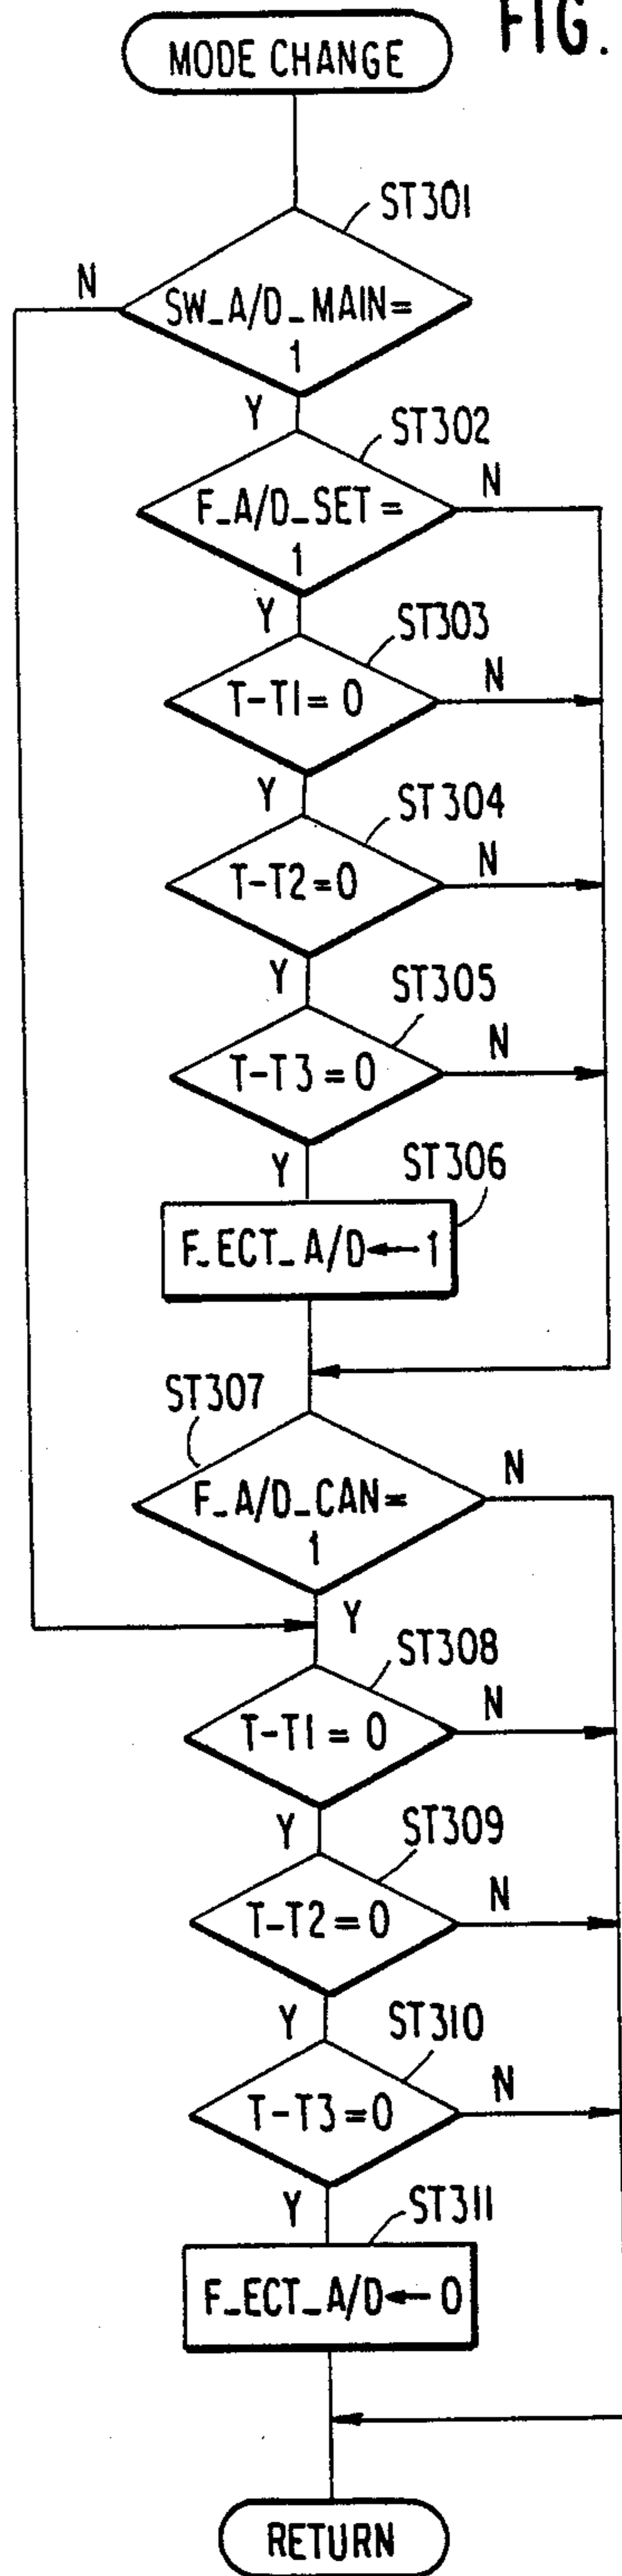 FIG.
MODE CHANGE
ST301
N
SW_A/D_MAIN=
1
Y
ST302
N
F_A/D_SET=
1
Y
ST303
N
T-T1=0
Y
ST304
N
T-T2=0
Y
ST305
N
T-T3=0
Y
ST306
F_ECT_A/D←1
ST307
N
F_A/D_CAN=
1
Y
ST308
N
T-T1=0
Y
ST309
N
T-T2=0
Y
ST310
N
T-T3=0
Y
ST311
F_ECT_A/D←0
RETURN